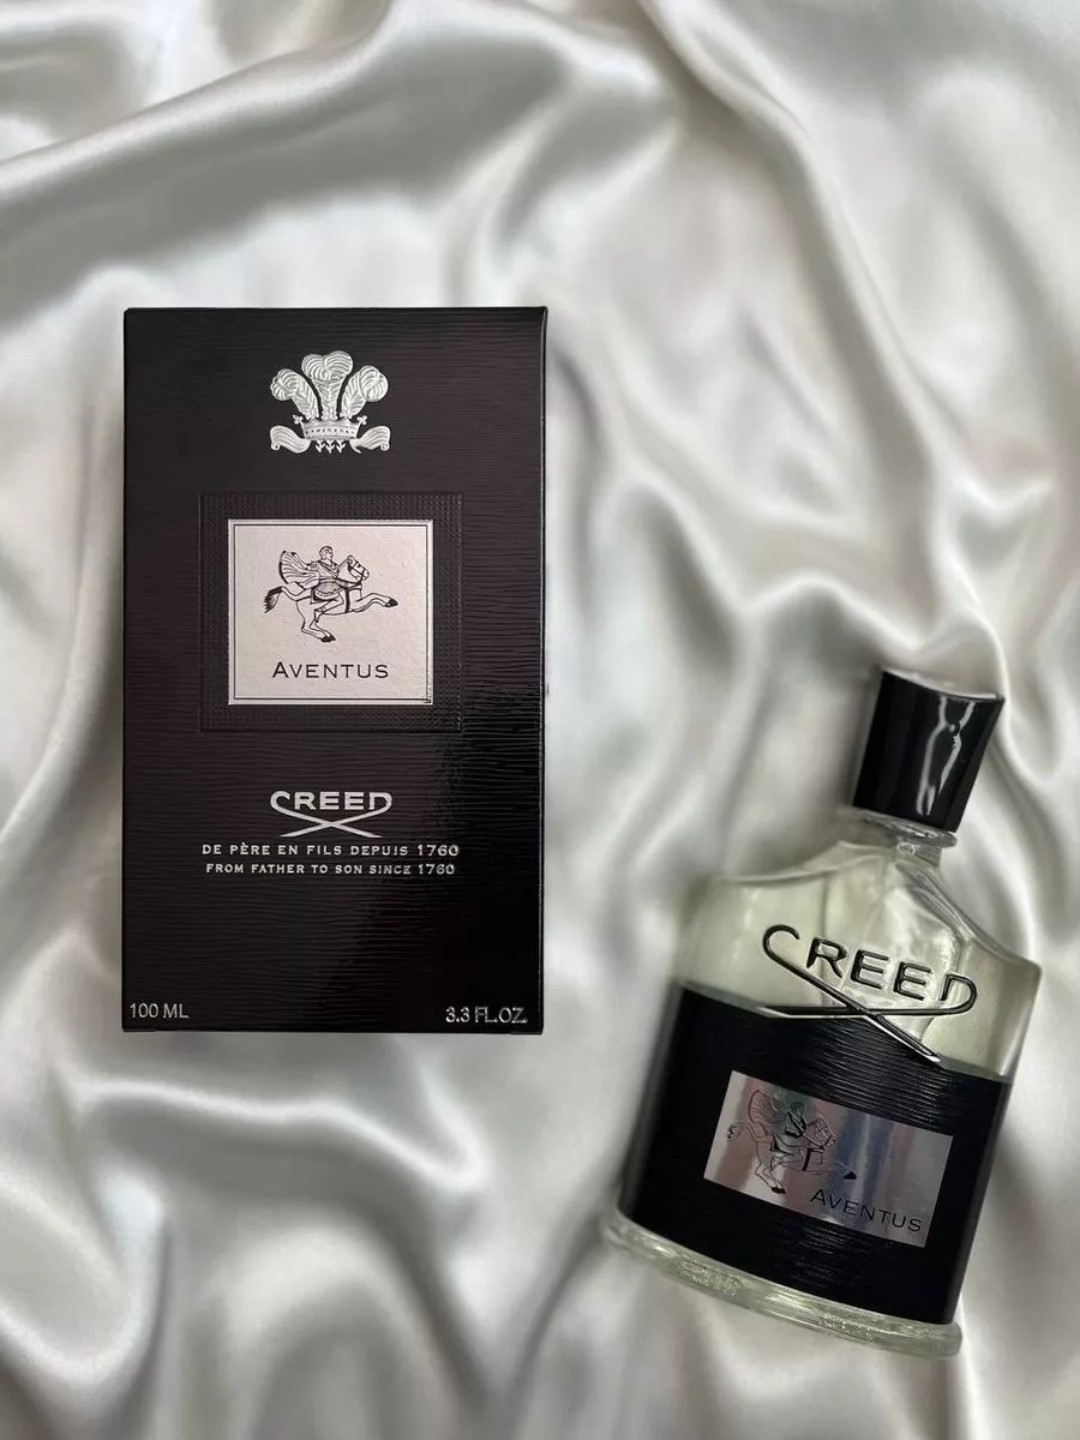 AVENTUS
CREED
DE PÈRE EN FILS DEPUIS 1760
FROM FATHER TO SON SINCE 1760
100 ML
3.3 FL.OZ.
CREED
AVENTUS